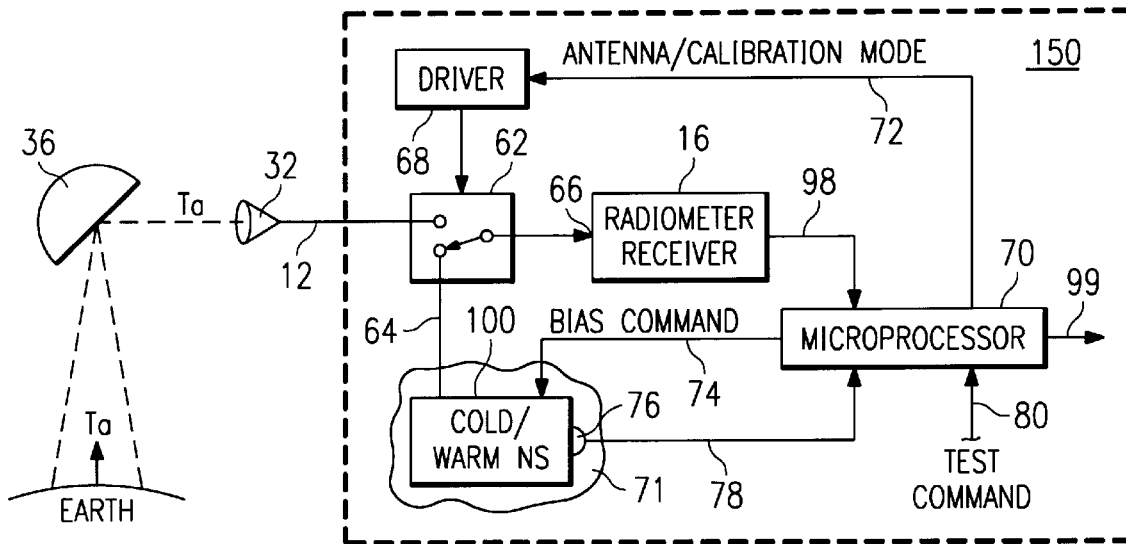 ANTENNA/CALIBRATION MODE
150
DRIVER
72
68
62
36
32
16
98
Ta
66
RADIOMETER
RECEIVER
12
70
99
64
100
BIAS COMMAND
MICROPROCESSOR
74
76
80
COLD/
WARM NS
Ta
71
78
TEST
COMMAND
EARTH